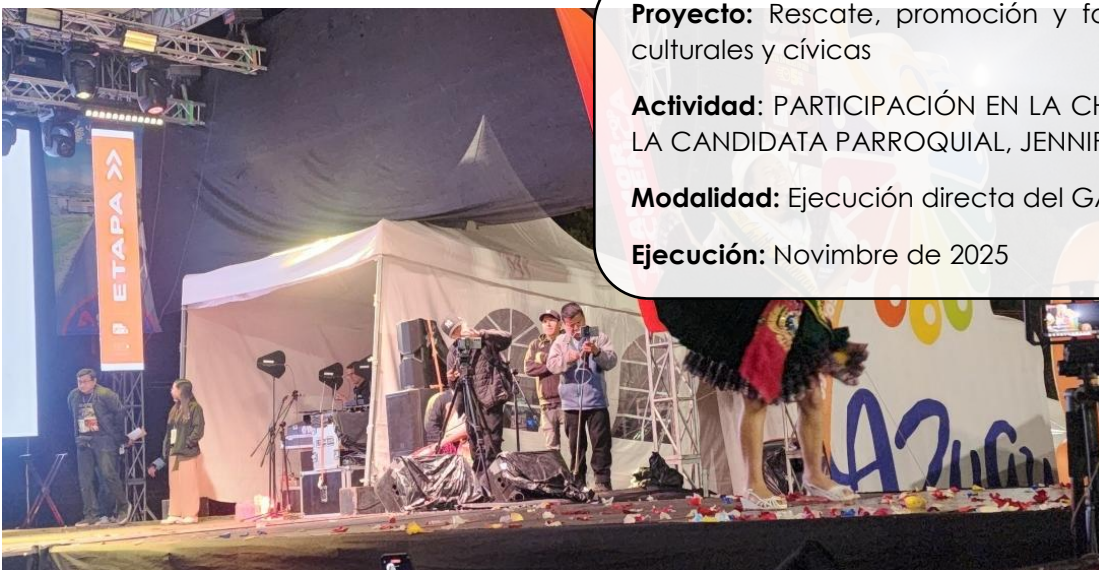 Proyecto: Rescate, promoción y fo
culturales y cívicas
Actividad: PARTICIPACIÓN EN LA CH
LA CANDIDATA PARROQUIAL, JENNIF
Modalidad: Ejecución directa del GA
Ejecución: Novimbre de 2025
ETAPA >>
Azuay